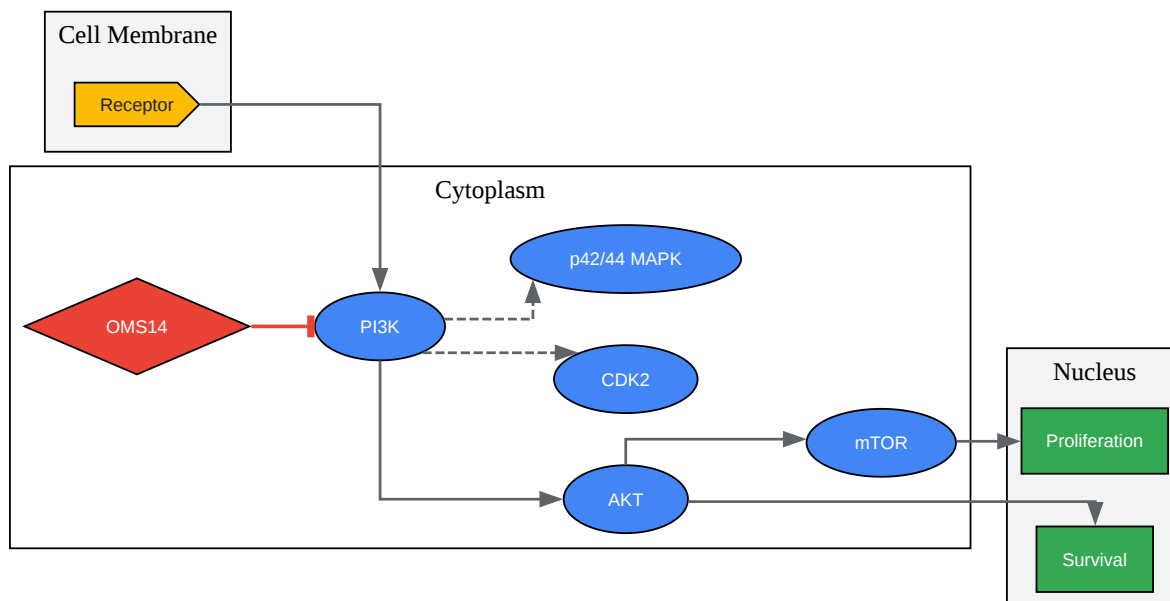 Cell Membrane
Receptor
Cytoplasm
p42/44 MAPK
OMS14
PI3K
CDK2
Nucleus
mTOR
Proliferation
AKT
Survival